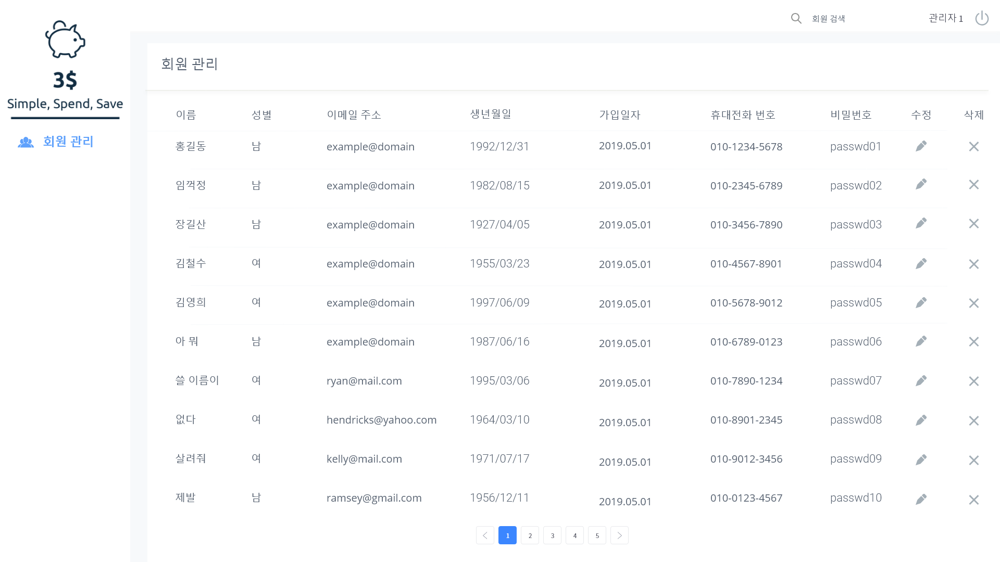 회원 검색 관리자 1
3$
Simple, Spend, Save
회원 관리
회원 관리
이름 성별 이메일 주소 생년월일 가입일자 휴대전화 번호 비밀번호 수정 삭제
홍길동 남 example@domain 1992/12/31 2019.05.01 010-1234-5678 passwd01
임꺽정 남 example@domain 1982/08/15 2019.05.01 010-2345-6789 passwd02
장길산 남 example@domain 1927/04/05 2019.05.01 010-3456-7890 passwd03
김철수 여 example@domain 1955/03/23 2019.05.01 010-4567-8901 passwd04
김영희 여 example@domain 1997/06/09 2019.05.01 010-5678-9012 passwd05
아 뭐 남 example@domain 1987/06/16 2019.05.01 010-6789-0123 passwd06
쓸 이름이 여 ryan@mail.com 1995/03/06 2019.05.01 010-7890-1234 passwd07
없다 여 hendricks@yahoo.com 1964/03/10 2019.05.01 010-8901-2345 passwd08
살려줘 여 kelly@mail.com 1971/07/17 2019.05.01 010-9012-3456 passwd09
제발 남 ramsey@gmail.com 1956/12/11 2019.05.01 010-0123-4567 passwd10
1 2 3 4 5